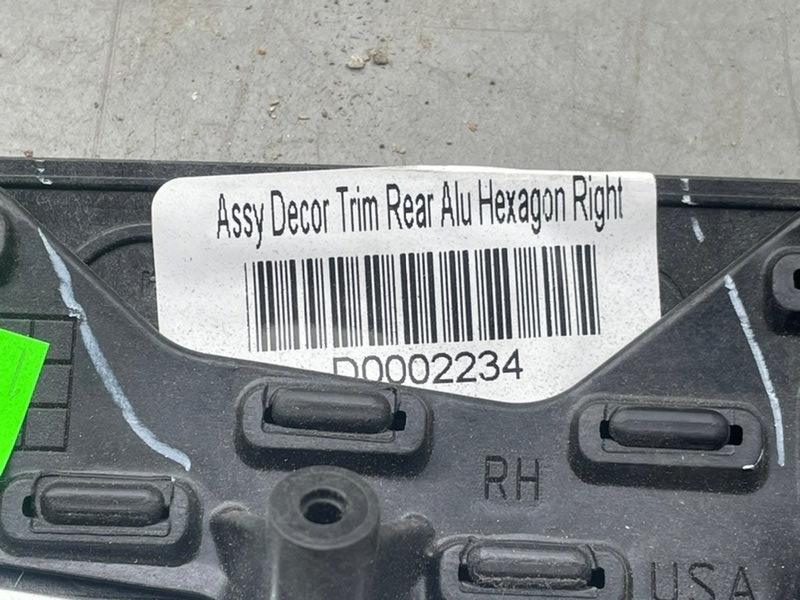 Assy Decor Trim Rear Alu Hexagon Right
D0002234
RH
USA